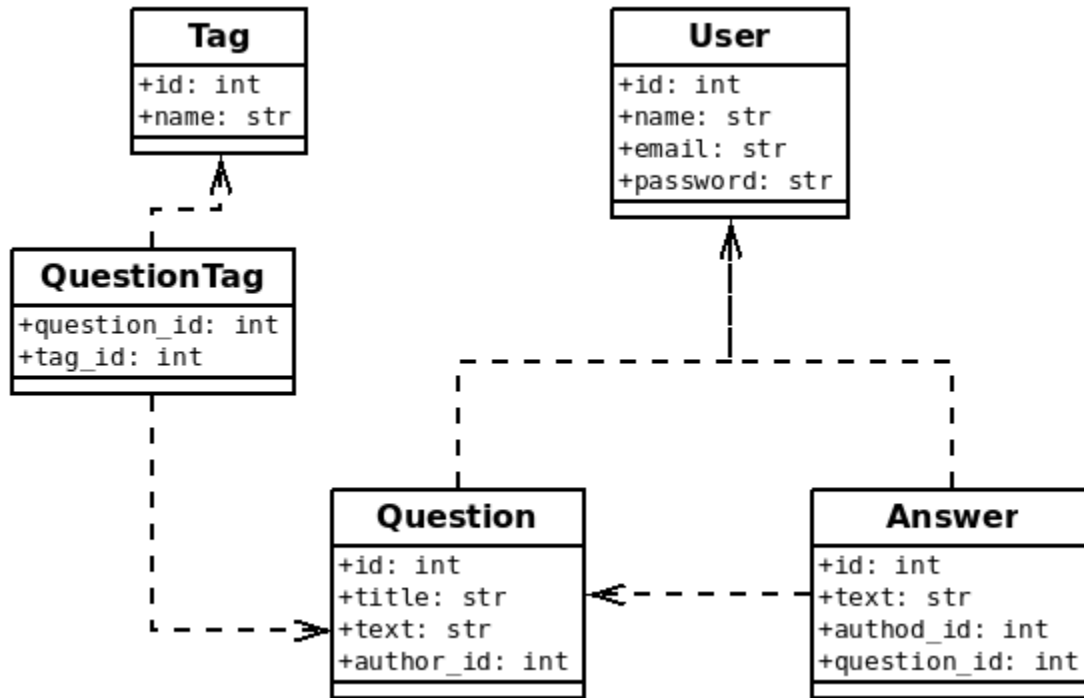 Tag
+id: int
+name: str
User
+id: int
+name: str
+email: str
+password: str
QuestionTag
+question_id: int
+tag_id: int
Question
+id: int
+title: str
+text: str
+author_id: int
Answer
+id: int
+text: str
+authod_id: int
+question_id: int